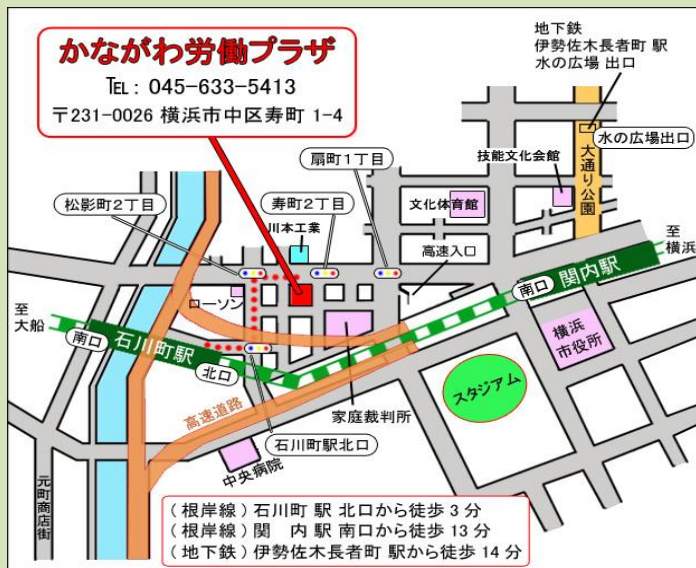 かながわ労働プラザ
TEL : 045-633-5413
〒231-0026 横浜市中区寿町 1-4
地下鉄
伊勢佐木長者町 駅
水の広場 出口
水の広場出口
技能文化会館
大通り公園
扇町1丁目
松影町2丁目
寿町2丁目
文化体育館
川本工業
高速入口
至
横浜
関内駅
南口
ローソン
至
大船
南口
石川町駅
北口
横浜
市役所
スタジアム
家庭裁判所
高速道路
石川町駅北口
中央病院
元町商店街
(根岸線) 石川町 駅 北口から徒歩 3 分
(根岸線) 関 内 駅 南口から徒歩 13 分
(地下鉄) 伊勢佐木長者町 駅から徒歩 14 分